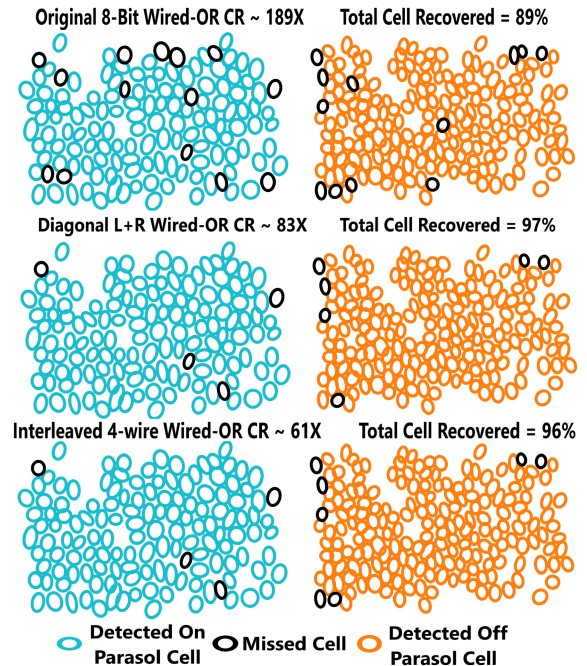 Original 8-Bit Wired-OR CR ~ 189X Total Cell Recovered = 89%
Diagonal L+R Wired-OR CR ~ 83X Total Cell Recovered = 97%
Interleaved 4-wire Wired-OR CR ~ 61X Total Cell Recovered = 96%
Detected On Parasol Cell
Missed Cell
Detected Off Parasol Cell